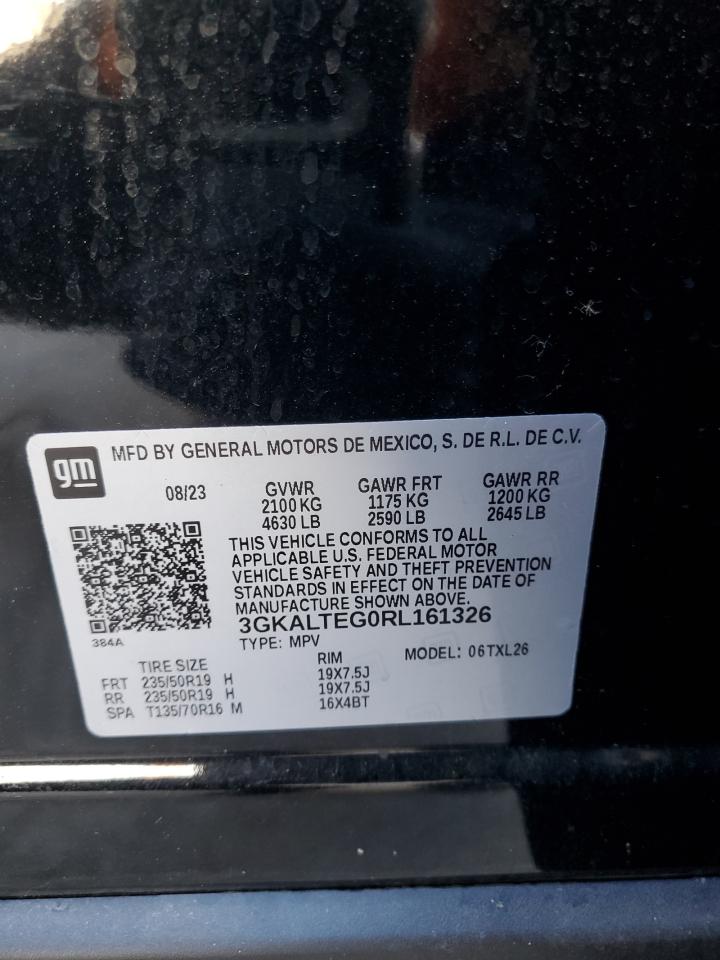 gm
MFD BY GENERAL MOTORS DE MEXICO, S. DE R.L. DE C.V.
08/23 GVWR GAWR FRT GAWR RR
2100 KG 1175 KG 1200 KG
4630 LB 2590 LB 2645 LB
THIS VEHICLE CONFORMS TO ALL
APPLICABLE U.S. FEDERAL MOTOR
VEHICLE SAFETY AND THEFT PREVENTION
STANDARDS IN EFFECT ON THE DATE OF
MANUFACTURE SHOWN ABOVE.
3GKALTEG0RL161326
384A
TYPE: MPV MODEL: 06TXL26
TIRE SIZE RIM
FRT 235/50R19 H 19X7.5J
RR 235/50R19 H 19X7.5J
SPA T135/70R16 M 16X4BT